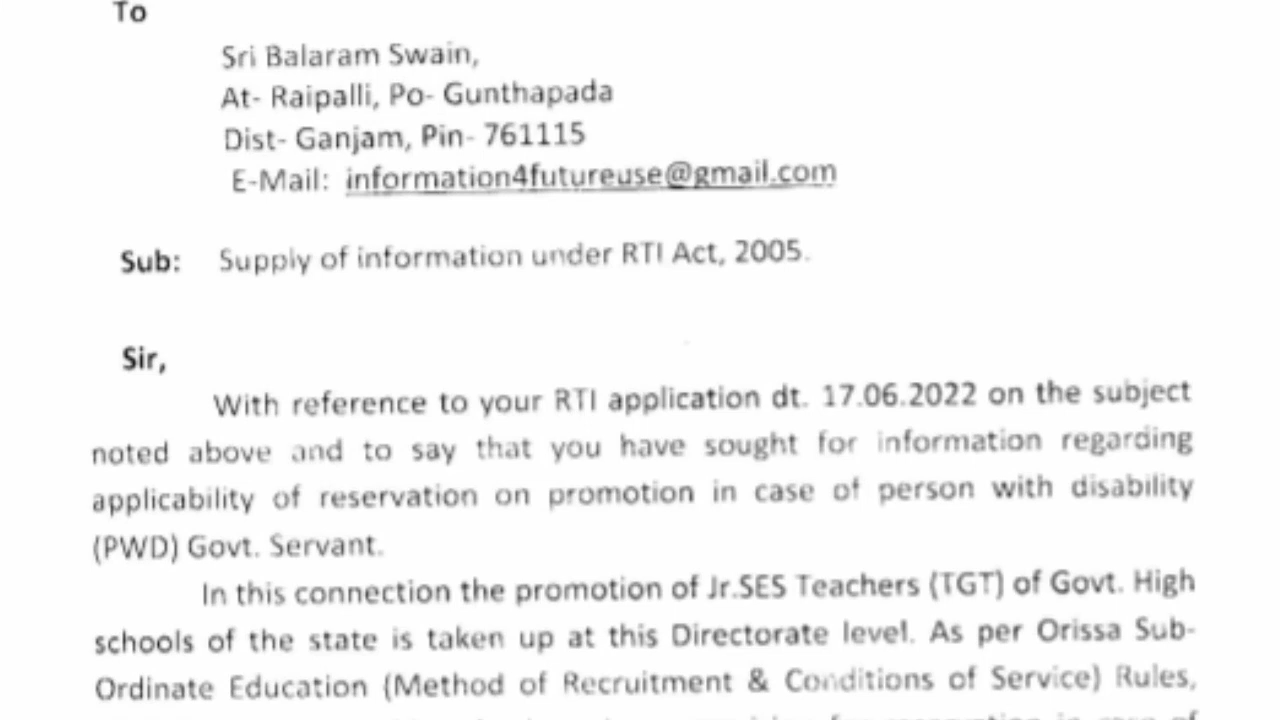 To
Sri Balaram Swain,
At- Raipalli, Po- Gunthapada
Dist- Ganjam, Pin- 761115
E-Mail: information4futureuse@gmail.com
Sub: Supply of information under RTI Act, 2005.
Sir,
With reference to your RTI application dt. 17.06.2022 on the subject
noted above and to say that you have sought for information regarding
applicability of reservation on promotion in case of person with disability
(PWD) Govt. Servant.
In this connection the promotion of Jr.SES Teachers (TGT) of Govt. High
schools of the state is taken up at this Directorate level. As per Orissa Sub-
Ordinate Education (Method of Recruitment & Conditions of Service) Rules,